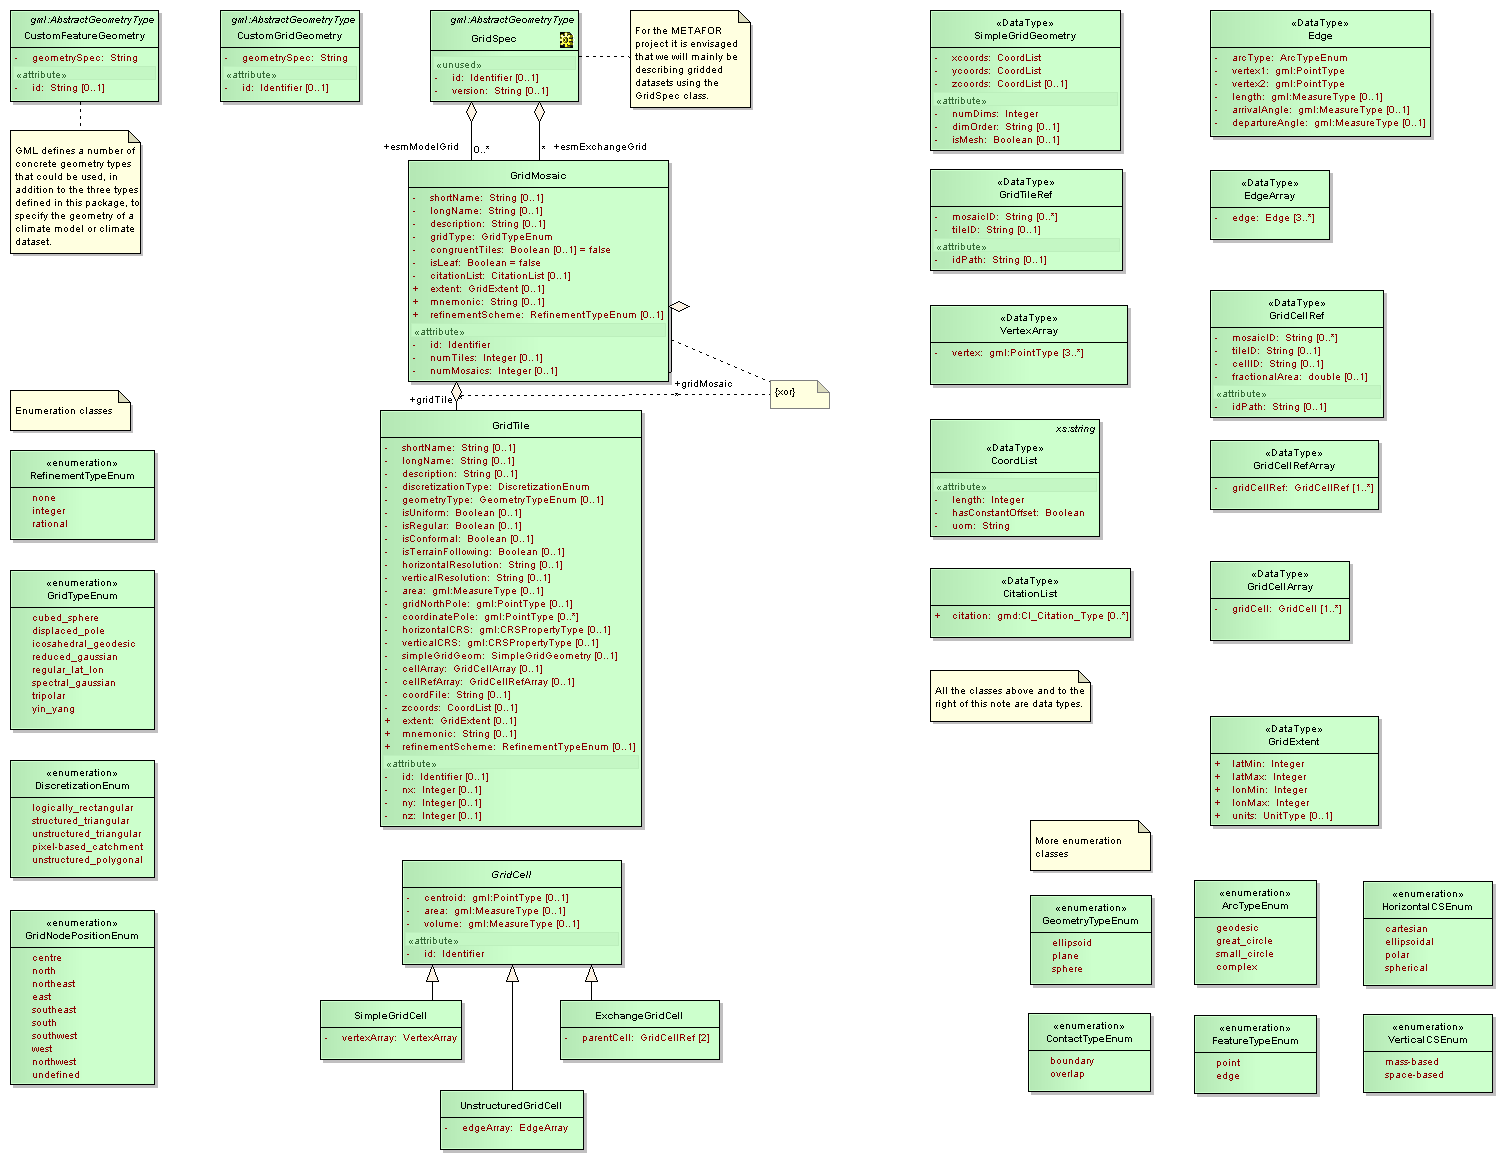 gml:AbstractGeometryType
CustomFeatureGeometry
- geometrySpec: String
«attribute»
- id: String [0..1]
GML defines a number of
concrete geometry types
that could be used, in
addition to the three types
defined in this package, to
specify the geometry of a
climate model or climate
dataset.
gml:AbstractGeometryType
CustomGridGeometry
- geometrySpec: String
«attribute»
- id: Identifier [0..1]
gml:AbstractGeometryType
GridSpec
«unused»
- id: Identifier [0..1]
- version: String [0..1]
For the METAFOR
project it is envisaged
that we will mainly be
describing gridded
datasets using the
GridSpec class.
+esmModelGrid
0..*
*
+esmExchangeGrid
GridMosaic
- shortName: String [0..1]
- longName: String [0..1]
- description: String [0..1]
- gridType: GridTypeEnum
- congruentTiles: Boolean [0..1] = false
- isLeaf: Boolean = false
- citationList: CitationList [0..1]
+ extent: GridExtent [0..1]
+ mnemonic: String [0..1]
+ refinementScheme: RefinementTypeEnum [0..1]
«attribute»
- id: Identifier
- numTiles: Integer [0..1]
- numMosaics: Integer [0..1]
+gridMosaic
*
{xor}
+gridTile
*
GridTile
- shortName: String [0..1]
- longName: String [0..1]
- description: String [0..1]
- discretizationType: DiscretizationEnum
- geometryType: GeometryTypeEnum [0..1]
- isUniform: Boolean [0..1]
- isRegular: Boolean [0..1]
- isConformal: Boolean [0..1]
- isTerrainFollowing: Boolean [0..1]
- horizontalResolution: String [0..1]
- verticalResolution: String [0..1]
- area: gml:MeasureType [0..1]
- gridNorthPole: gml:PointType [0..1]
- coordinatePole: gml:PointType [0..*]
- horizontalCRS: gml:CRSPropertyType [0..1]
- verticalCRS: gml:CRSPropertyType [0..1]
- simpleGridGeom: SimpleGridGeometry [0..1]
- cellArray: GridCellArray [0..1]
- cellRefArray: GridCellRefArray [0..1]
- coordFile: String [0..1]
- zcoords: CoordList [0..1]
+ extent: GridExtent [0..1]
+ mnemonic: String [0..1]
+ refinementScheme: RefinementTypeEnum [0..1]
«attribute»
- id: Identifier [0..1]
- nx: Integer [0..1]
- ny: Integer [0..1]
- nz: Integer [0..1]
GridCell
- centroid: gml:PointType [0..1]
- area: gml:MeasureType [0..1]
- volume: gml:MeasureType [0..1]
«attribute»
- id: Identifier
SimpleGridCell
- vertexArray: VertexArray
ExchangeGridCell
- parentCell: GridCellRef [2]
UnstructuredGridCell
- edgeArray: EdgeArray
Enumeration classes
«enumeration»
RefinementTypeEnum
none
integer
rational
«enumeration»
GridTypeEnum
cubed_sphere
displaced_pole
icosahedral_geodesic
reduced_gaussian
regular_lat_lon
spectral_gaussian
tripolar
yin_yang
«enumeration»
DiscretizationEnum
logically_rectangular
structured_triangular
unstructured_triangular
pixel-based_catchment
unstructured_polygonal
«enumeration»
GridNodePositionEnum
centre
north
northeast
east
southeast
south
southwest
west
northwest
undefined
«DataType»
SimpleGridGeometry
- xcoords: CoordList
- ycoords: CoordList
- zcoords: CoordList [0..1]
«attribute»
- numDims: Integer
- dimOrder: String [0..1]
- isMesh: Boolean [0..1]
«DataType»
GridTileRef
- mosaicID: String [0..*]
- tileID: String [0..1]
«attribute»
- idPath: String [0..1]
«DataType»
VertexArray
- vertex: gml:PointType [3..*]
xs:string
«DataType»
CoordList
«attribute»
- length: Integer
- hasConstantOffset: Boolean
- uom: String
«DataType»
CitationList
+ citation: gmd:CI_Citation_Type [0..*]
All the classes above and to the
right of this note are data types.
«DataType»
Edge
- arcType: ArcTypeEnum
- vertex1: gml:PointType
- vertex2: gml:PointType
- length: gml:MeasureType [0..1]
- arrivalAngle: gml:MeasureType [0..1]
- departureAngle: gml:MeasureType [0..1]
«DataType»
EdgeArray
- edge: Edge [3..*]
«DataType»
GridCellRef
- mosaicID: String [0..*]
- tileID: String [0..1]
- cellID: String [0..1]
- fractionalArea: double [0..1]
«attribute»
- idPath: String [0..1]
«DataType»
GridCellRefArray
- gridCellRef: GridCellRef [1..*]
«DataType»
GridCellArray
- gridCell: GridCell [1..*]
«DataType»
GridExtent
+ latMin: Integer
+ latMax: Integer
+ lonMin: Integer
+ lonMax: Integer
+ units: UnitType [0..1]
More enumeration
classes
«enumeration»
GeometryTypeEnum
ellipsoid
plane
sphere
«enumeration»
ArcTypeEnum
geodesic
great_circle
small_circle
complex
«enumeration»
HorizontalCSEnum
cartesian
ellipsoidal
polar
spherical
«enumeration»
ContactTypeEnum
boundary
overlap
«enumeration»
FeatureTypeEnum
point
edge
«enumeration»
VerticalCSEnum
mass-based
space-based